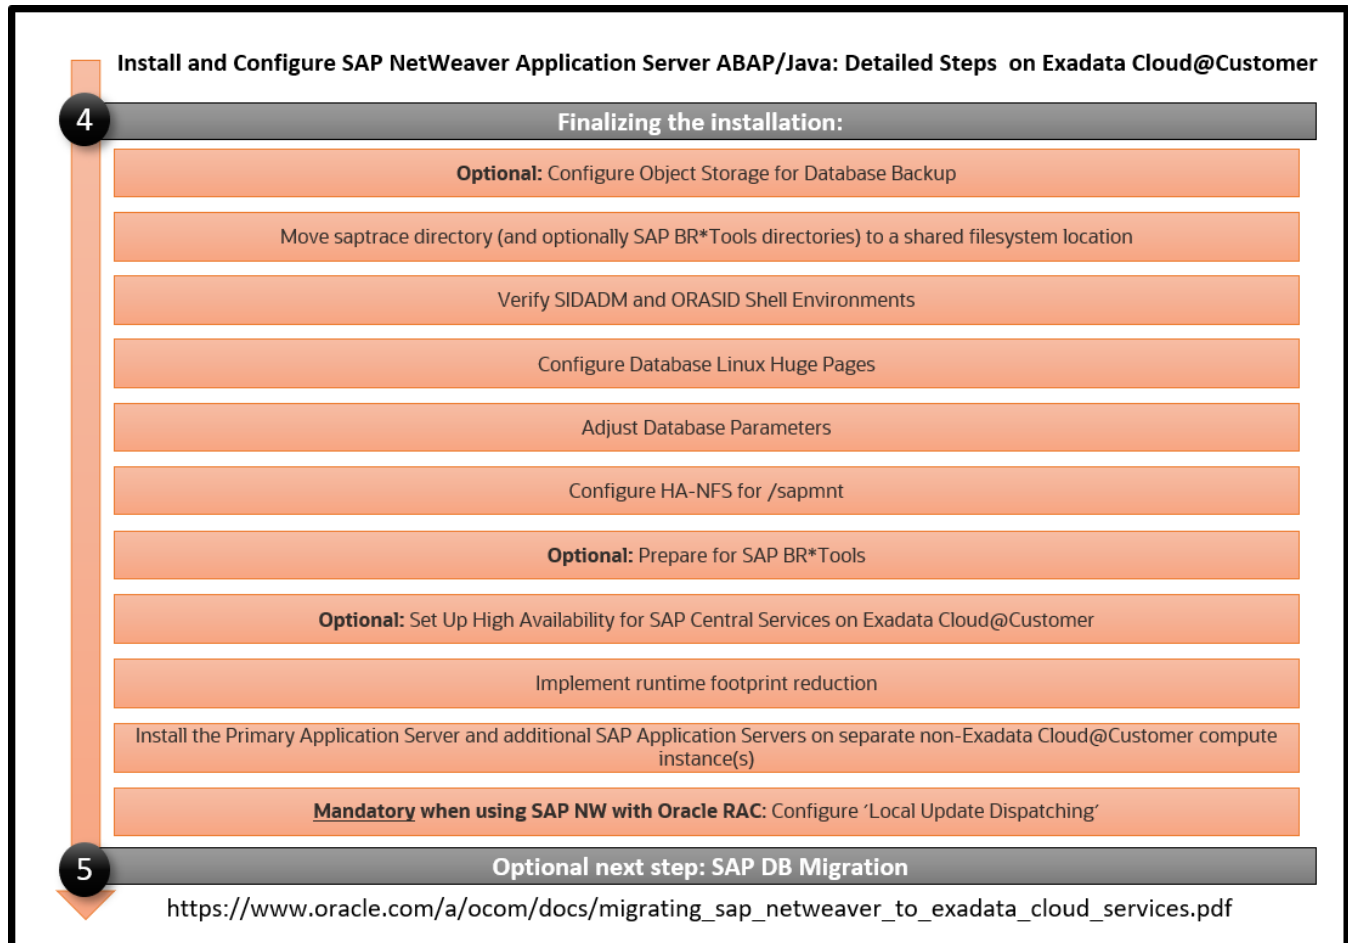 Install and Configure SAP NetWeaver Application Server ABAP/Java: Detailed Steps  on Exadata Cloud@Customer
4
Finalizing the installation:
Optional: Configure Object Storage for Database Backup
Move saptrace directory (and optionally SAP BR*Tools directories) to a shared filesystem location
Verify SIDADM and ORASID Shell Environments
Configure Database Linux Huge Pages
Adjust Database Parameters
Configure HA-NFS for /sapmnt
Optional: Prepare for SAP BR*Tools
Optional: Set Up High Availability for SAP Central Services on Exadata Cloud@Customer
Implement runtime footprint reduction
Install the Primary Application Server and additional SAP Application Servers on separate non-Exadata Cloud@Customer compute
instance(s)
Mandatory when using SAP NW with Oracle RAC: Configure ´Local Update Dispatching´
5
Optional next step: SAP DB Migration
https://www.oracle.com/a/ocom/docs/migrating_sap_netweaver_to_exadata_cloud_services.pdf